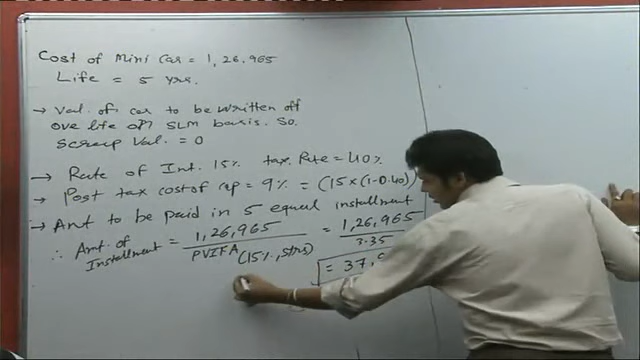 Cost of Mini Car = 1,26,965
Life = 5 yrs.
→ Val. of car to be written off
ove life on SLM basis. So.
Scrap Val. = 0
→ Rate of Int. 15% tax. Rate = 40%
→ Post tax cost of cap = 9% = (15×(1-0.40))
→ Amt to be paid in 5 equal installment
∴ Amt. of Installment = 1,26,965 / PVIFA (15%, 5yrs) = 1,26,965 / 3.35
= 37,9